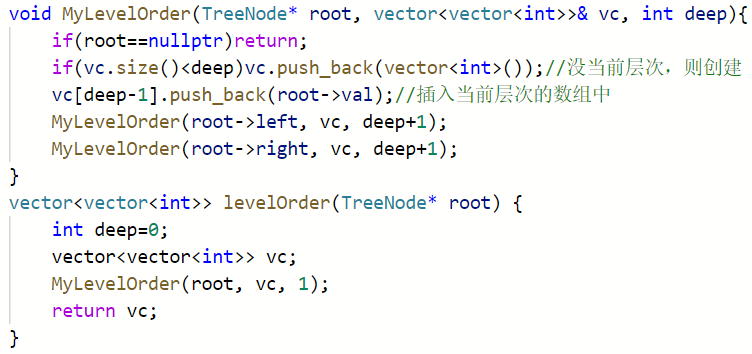 void MyLevelOrder(TreeNode* root, vector<vector<int>>& vc, int deep){
    if(root==nullptr)return;
    if(vc.size()<deep)vc.push_back(vector<int>());//没当前层次，则创建
    vc[deep-1].push_back(root->val);//插入当前层次的数组中
    MyLevelOrder(root->left, vc, deep+1);
    MyLevelOrder(root->right, vc, deep+1);
}
vector<vector<int>> levelOrder(TreeNode* root) {
    int deep=0;
    vector<vector<int>> vc;
    MyLevelOrder(root, vc, 1);
    return vc;
}